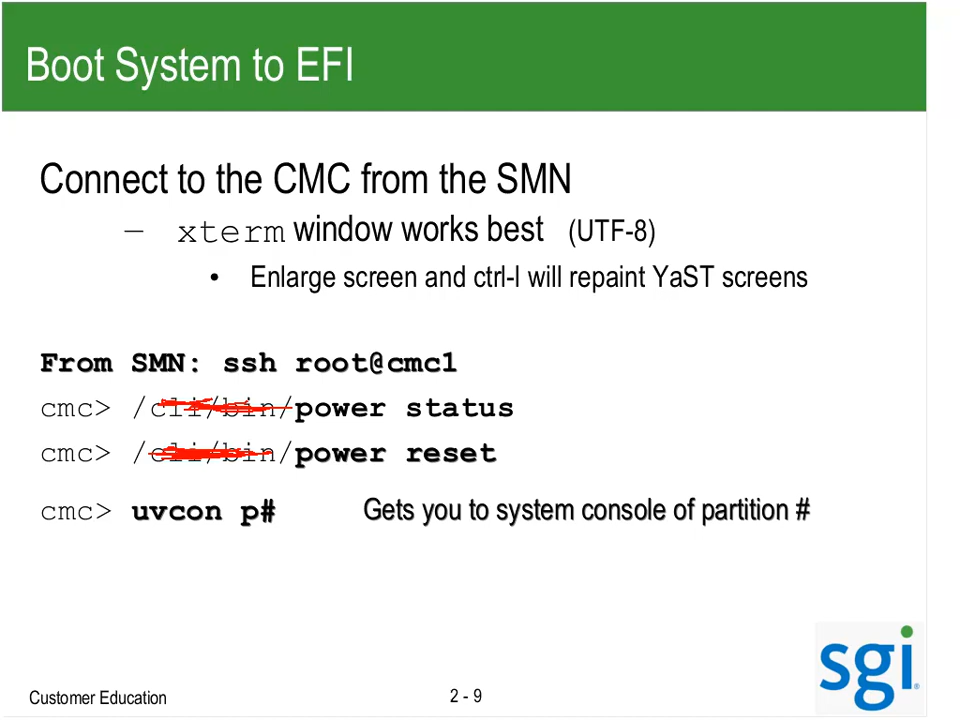 Boot System to EFI
Connect to the CMC from the SMN
– xterm window works best (UTF-8)
• Enlarge screen and ctrl-l will repaint YaST screens
From SMN: ssh root@cmc1
cmc> /cli/bin/power status
cmc> /cli/bin/power reset
cmc> uvcon p# Gets you to system console of partition #
sgi®
Customer Education
2 - 9